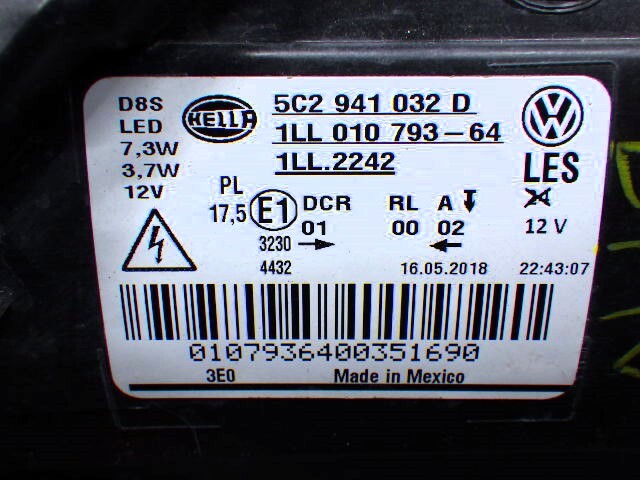 D8S
LED
7,3W
3,7W
12V
HELLA
5C2 941 032 D
1LL 010 793-64
1LL.2242
LES
PL
17,5
E1
DCR RL A
01 00 02
12 V
3230
4432
16.05.2018 22:43:07
0107936400351690
3E0 Made in Mexico